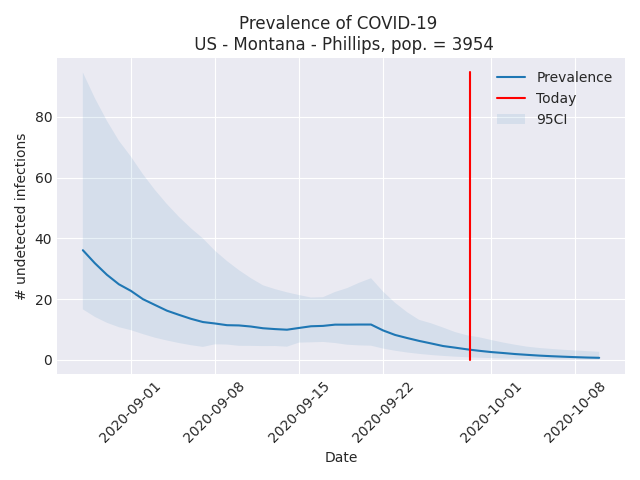 Prevalence of COVID-19
US - Montana - Phillips, pop. = 3954
Prevalence
Today
95CI
# undetected infections
80
60
40
20
0
2020-09-01
2020-09-08
2020-09-15
2020-09-22
2020-10-01
2020-10-08
Date